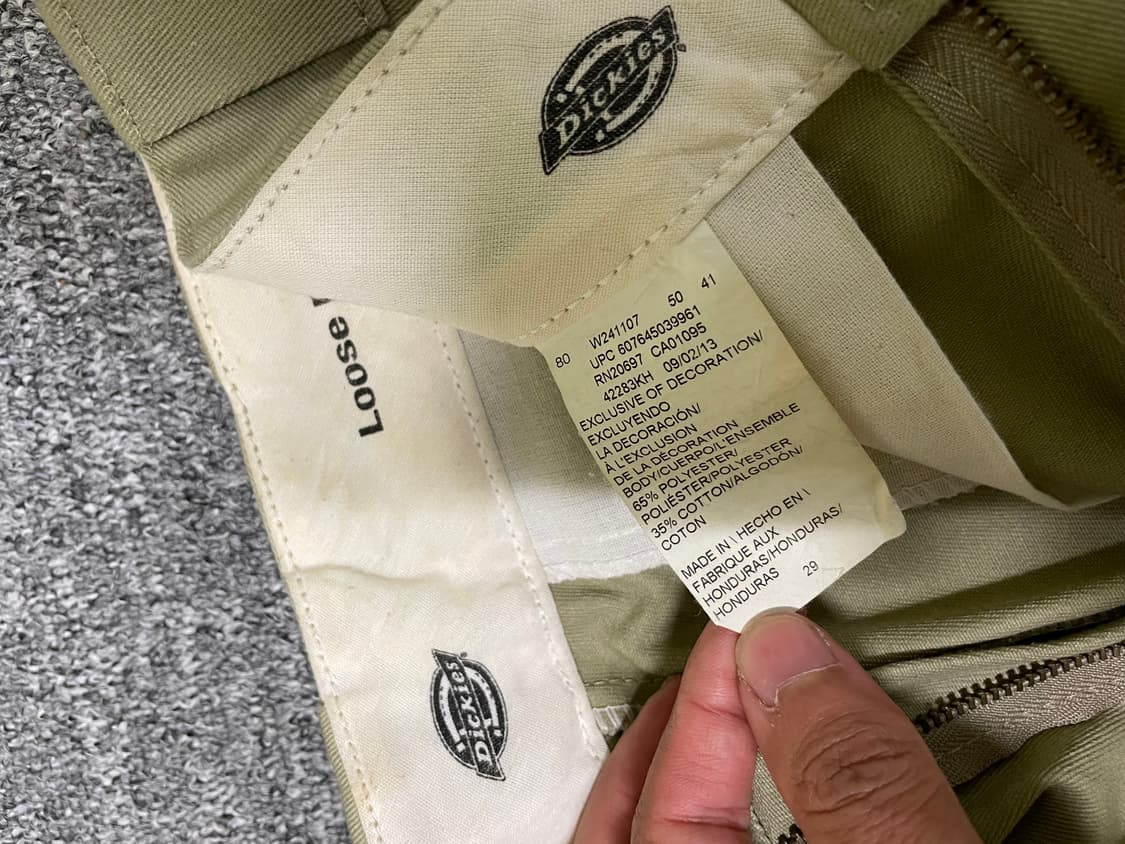 DICKIES
Loose
80 W241107 50 41
UPC 607645039961
RN20697 CA01095
42283KH 09/02/13
EXCLUSIVE OF DECORATION/
EXCLUYENDO
LA DECORACIÓN/
À L'EXCLUSION
DE LA DÉCORATION
BODY/CUERPO/L'ENSEMBLE
65% POLYESTER/
POLIÉSTER/POLYESTER
35% COTTON/ALGODÓN/
COTON
MADE IN \ HECHO EN \
FABRIQUE AUX
HONDURAS/HONDURAS/
HONDURAS 29
DICKIES